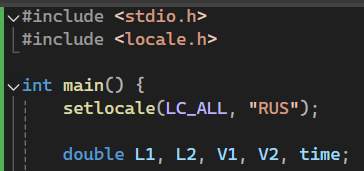 #include <stdio.h>
#include <locale.h>
int main() {
setlocale(LC_ALL, "RUS");
double L1, L2, V1, V2, time;